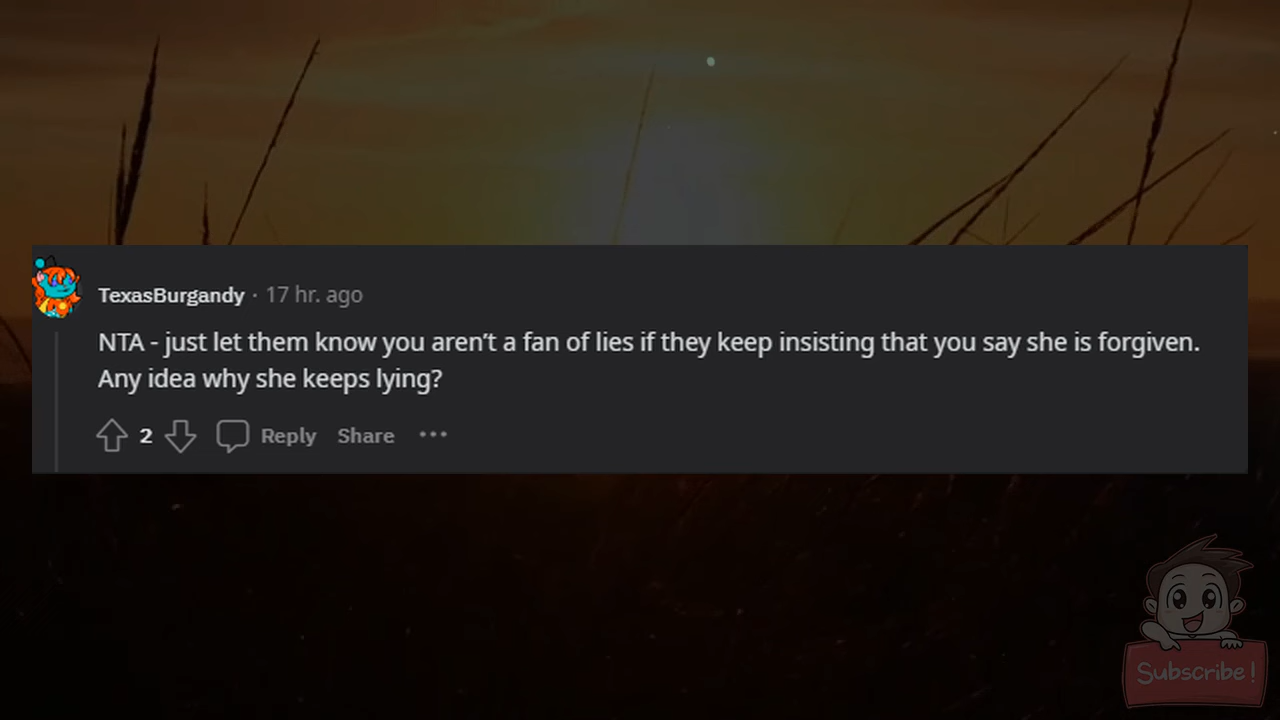 TexasBurgandy · 17 hr. ago
NTA - just let them know you aren’t a fan of lies if they keep insisting that you say she is forgiven.
Any idea why she keeps lying?
2 Reply Share ···
Subscribe!